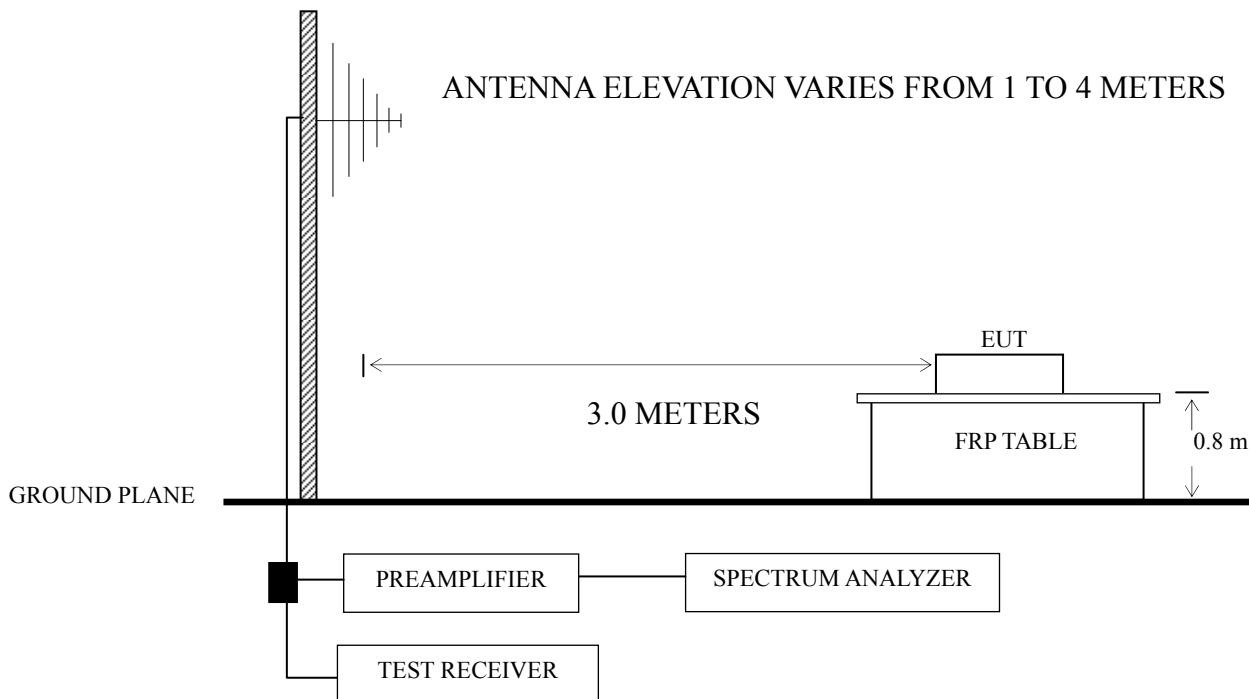 ANTENNA ELEVATION VARIES FROM 1 TO 4 METERS
EUT
3.0 METERS
FRP TABLE
0.8 m
GROUND PLANE
PREAMPLIFIER
SPECTRUM ANALYZER
TEST RECEIVER